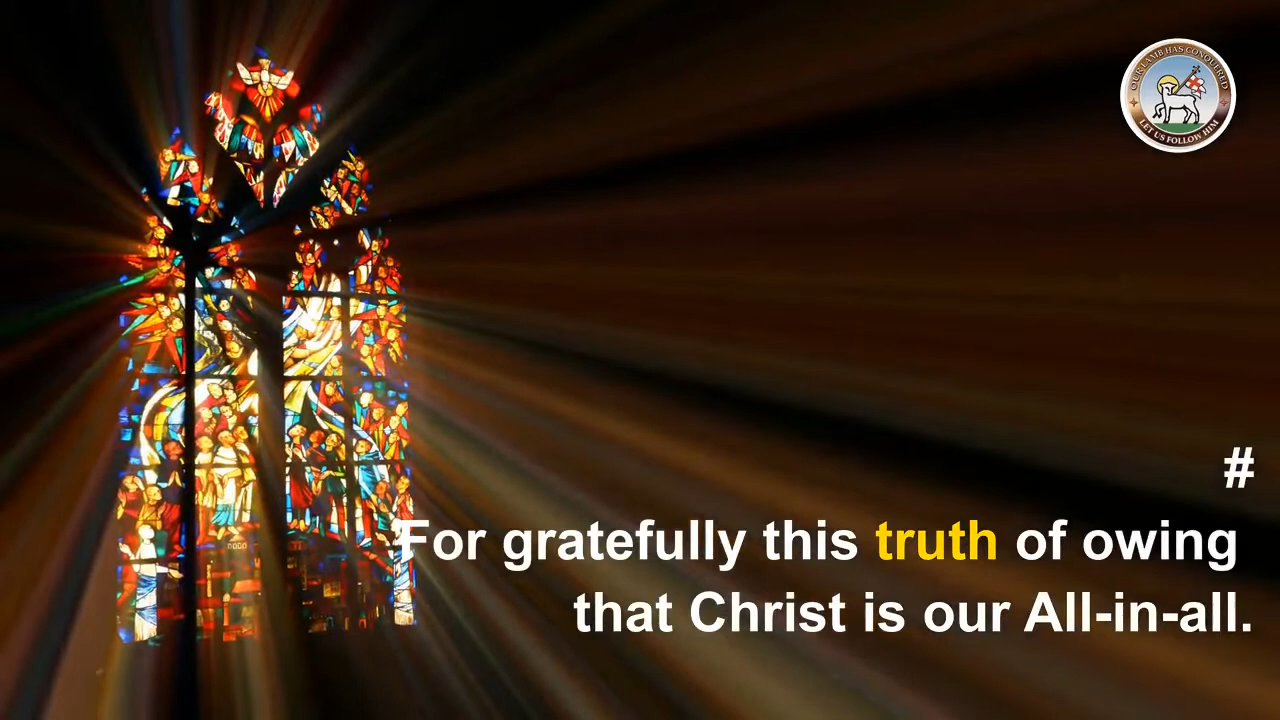 OUR LAMB HAS CONQUERED
LET US FOLLOW HIM
#
For gratefully this truth of owing
that Christ is our All-in-all.